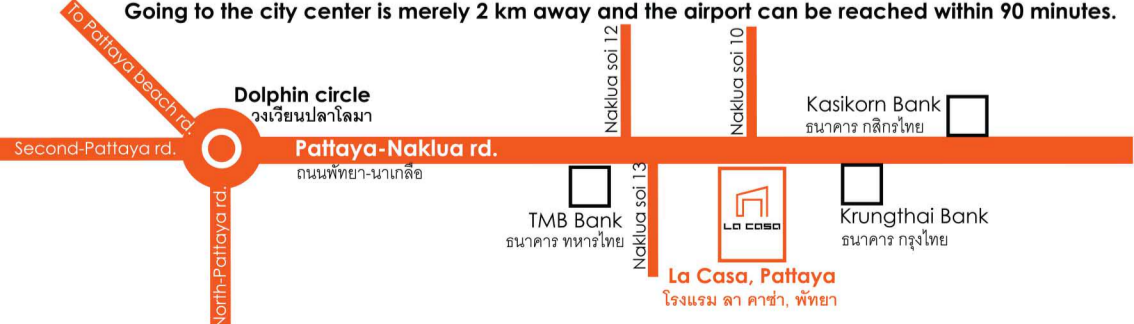 Going to the city center is merely 2 km away and the airport can be reached within 90 minutes.
To Pattaya beach rd.
Dolphin circle
วงเวียนปลาโลมา
Second-Pattaya rd.
Pattaya-Naklua rd.
ถนนพัทยา-นาเกลือ
North-Pattaya rd.
Naklua soi 12
Naklua soi 10
Kasikorn Bank
ธนาคาร กสิกรไทย
TMB Bank
ธนาคาร ทหารไทย
Naklua soi 13
La casa
La Casa, Pattaya
โรงแรม ลา คาซ่า, พัทยา
Krungthai Bank
ธนาคาร กรุงไทย